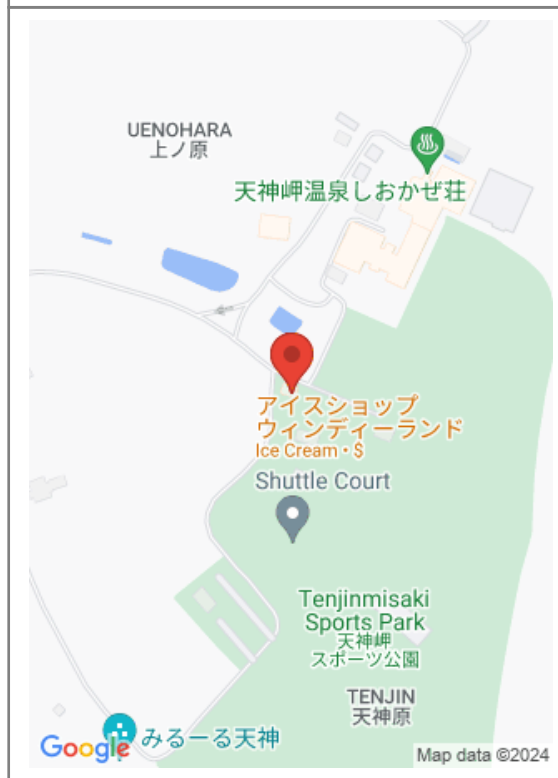 UENOHARA
上ノ原
天神岬温泉しおかぜ荘
アイスショップ
ウィンディーランド
Ice Cream • $
Shuttle Court
Tenjinmisaki
Sports Park
天神岬
スポーツ公園
TENJIN
天神原
みるーる天神
Google
Map data ©2024